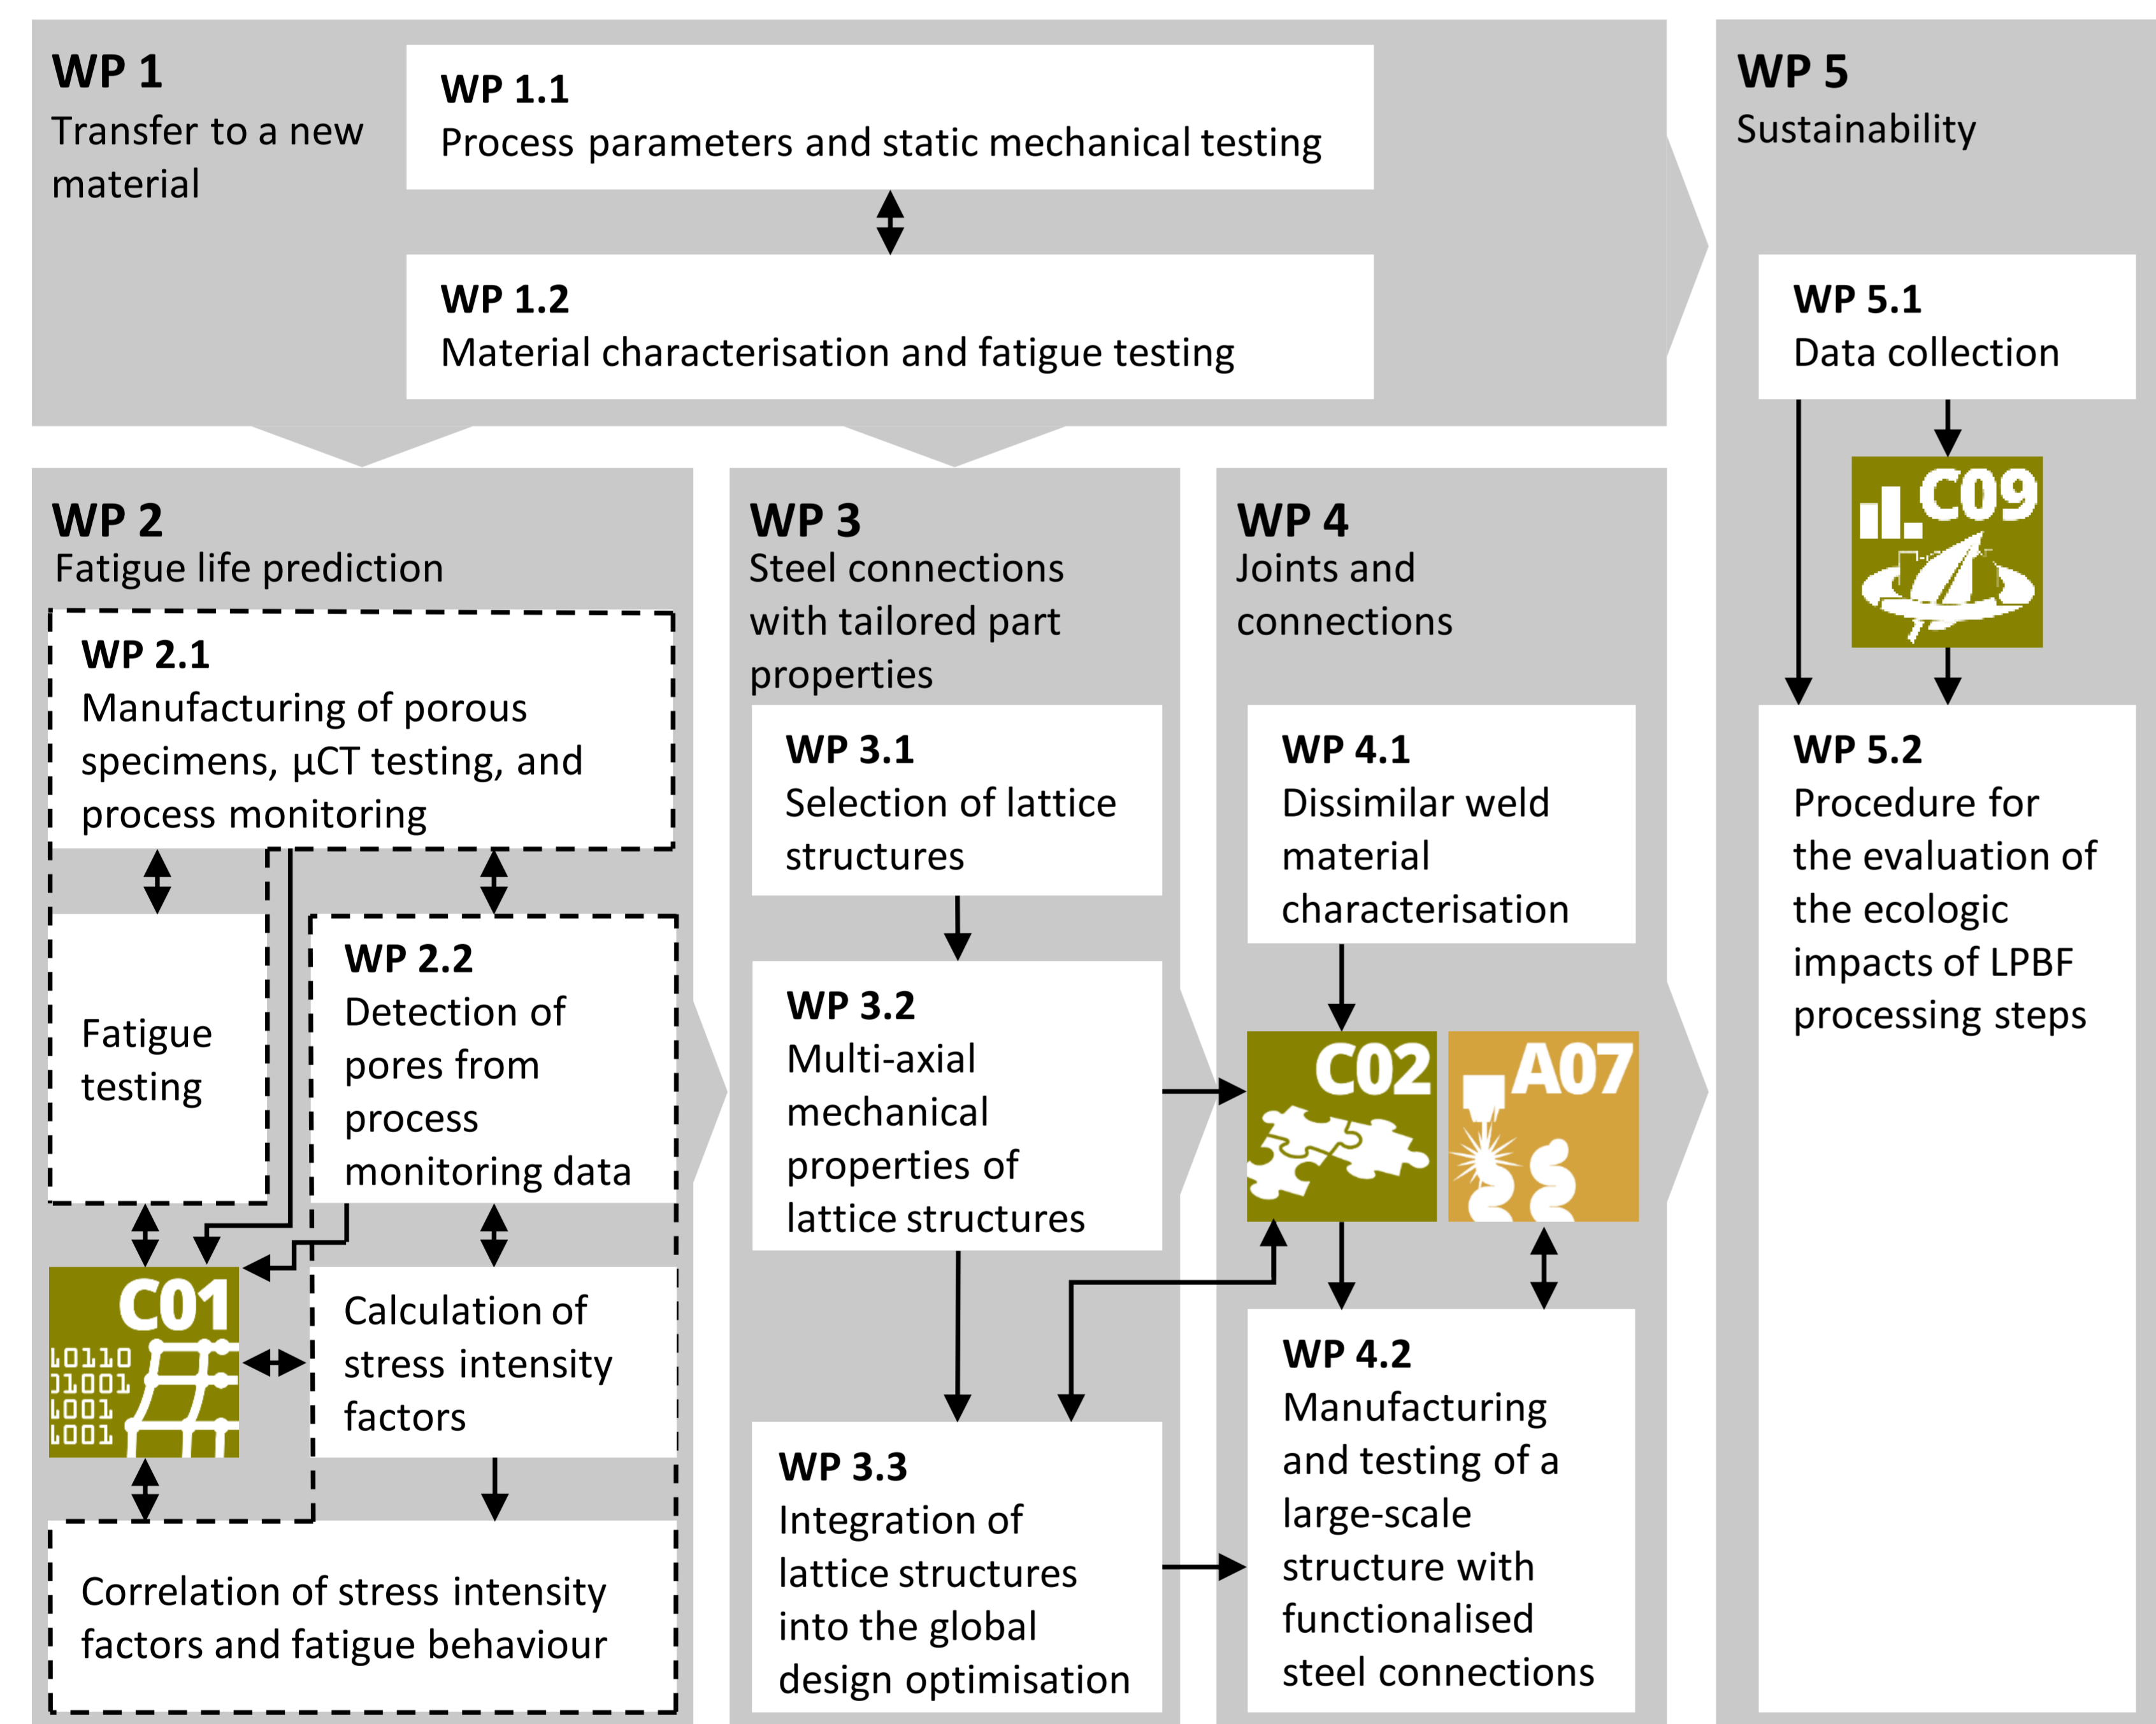 WP 1
Transfer to a new
material
WP 1.1
Process parameters and static mechanical testing
WP 1.2
Material characterisation and fatigue testing
WP 2
Fatigue life prediction
WP 2.1
Manufacturing of porous
specimens, µCT testing, and
process monitoring
Fatigue
testing
WP 2.2
Detection of
pores from
process
monitoring data
C01
10110
01001
1001
1001
Calculation of
stress intensity
factors
Correlation of stress intensity
factors and fatigue behaviour
WP 3
Steel connections
with tailored part
properties
WP 3.1
Selection of lattice
structures
WP 3.2
Multi-axial
mechanical
properties of
lattice structures
WP 3.3
Integration of
lattice structures
into the global
design optimisation
WP 4
Joints and
connections
WP 4.1
Dissimilar weld
material
characterisation
C02
A07
WP 4.2
Manufacturing
and testing of a
large-scale
structure with
functionalised
steel connections
WP 5
Sustainability
WP 5.1
Data collection
C09
WP 5.2
Procedure for
the evaluation of
the ecologic
impacts of LPBF
processing steps